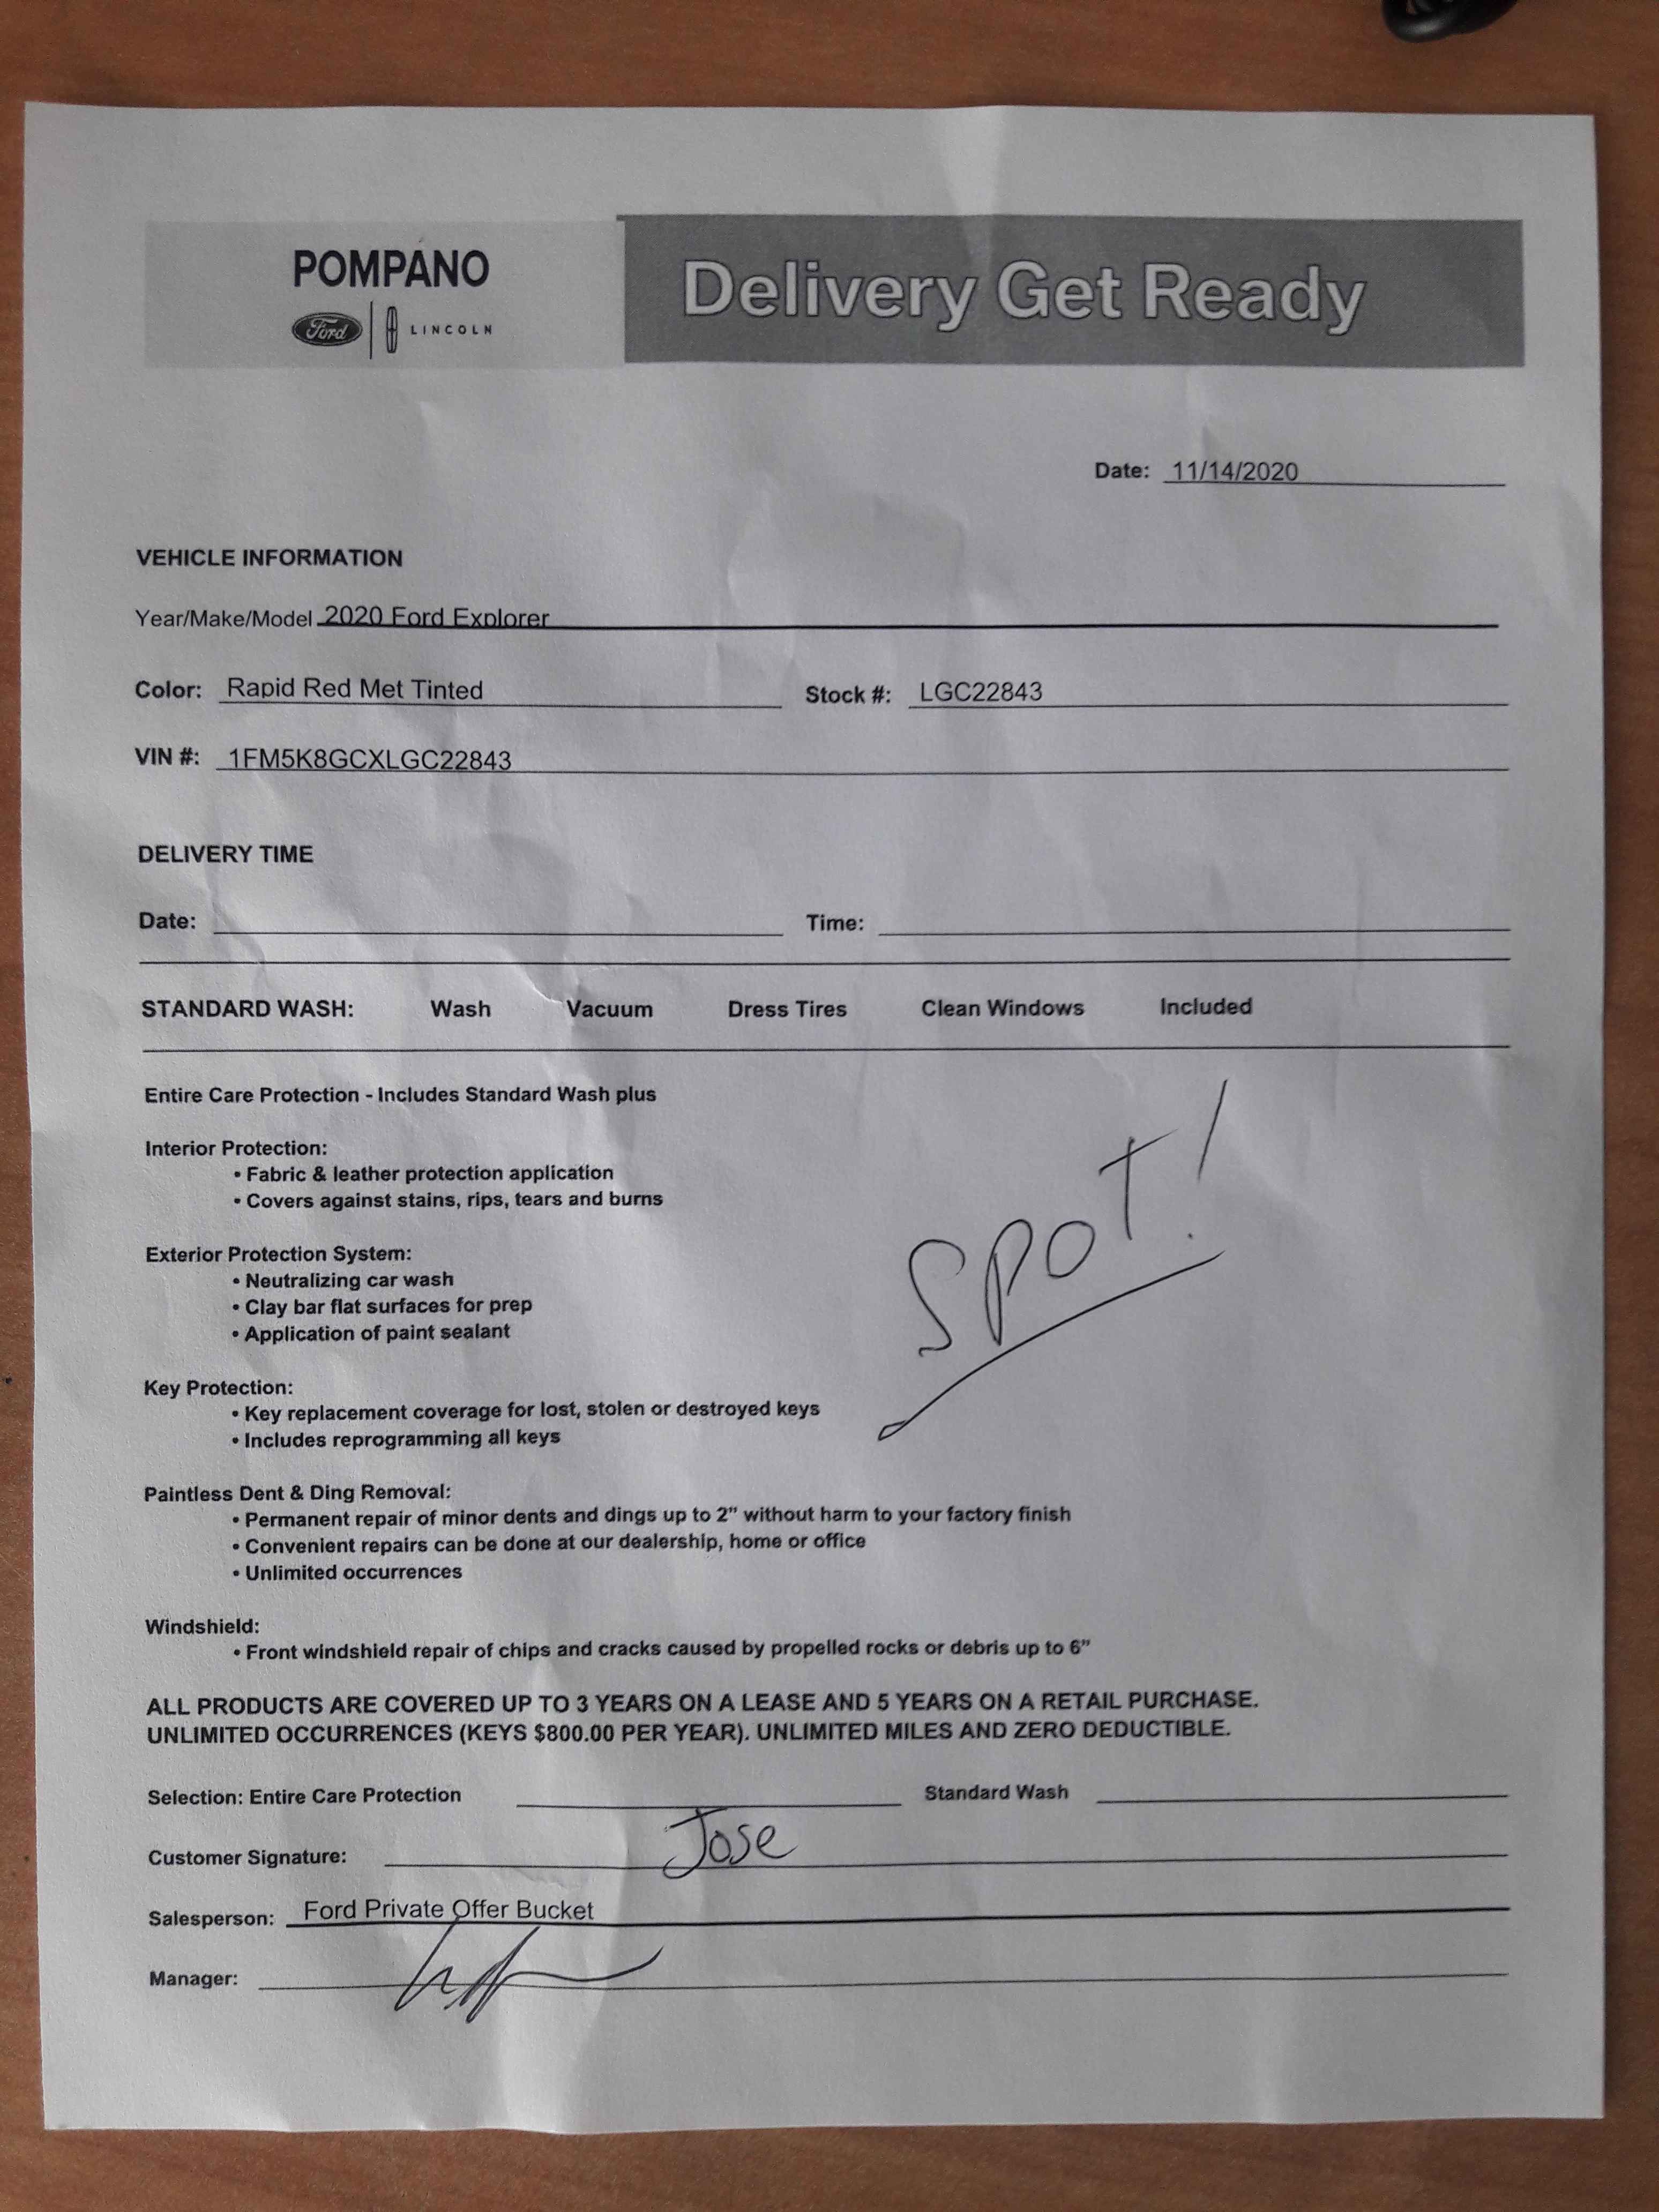 POMPANO
Ford LINCOLN
Delivery Get Ready
Date: 11/14/2020
VEHICLE INFORMATION
Year/Make/Model 2020 Ford Explorer
Color: Rapid Red Met Tinted Stock #: LGC22843
VIN #: 1FM5K8GCXLGC22843
DELIVERY TIME
Date: Time:
STANDARD WASH: Wash Vacuum Dress Tires Clean Windows Included
Entire Care Protection - Includes Standard Wash plus
Interior Protection:
• Fabric & leather protection application
• Covers against stains, rips, tears and burns
SPOT!
Exterior Protection System:
• Neutralizing car wash
• Clay bar flat surfaces for prep
• Application of paint sealant
Key Protection:
• Key replacement coverage for lost, stolen or destroyed keys
• Includes reprogramming all keys
Paintless Dent & Ding Removal:
• Permanent repair of minor dents and dings up to 2" without harm to your factory finish
• Convenient repairs can be done at our dealership, home or office
• Unlimited occurrences
Windshield:
• Front windshield repair of chips and cracks caused by propelled rocks or debris up to 6"
ALL PRODUCTS ARE COVERED UP TO 3 YEARS ON A LEASE AND 5 YEARS ON A RETAIL PURCHASE.
UNLIMITED OCCURRENCES (KEYS $800.00 PER YEAR). UNLIMITED MILES AND ZERO DEDUCTIBLE.
Selection: Entire Care Protection Standard Wash
Customer Signature: Jose
Salesperson: Ford Private Offer Bucket
Manager: